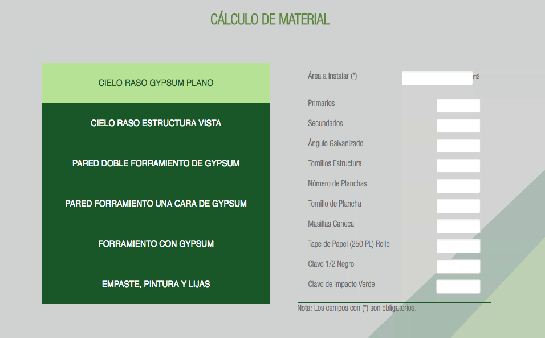 CÁLCULO DE MATERIAL
CIELO RASO GYPSUM PLANO
CIELO RASO ESTRUCTURA VISTA
PARED DOBLE FORRAMIENTO DE GYPSUM
PARED FORRAMIENTO UNA CARA DE GYPSUM
FORRAMIENTO CON GYPSUM
EMPASTE, PINTURA Y LIJAS
Área a Instalar (*)
Primarios
Secundarios
Ángulo Galvanizado
Tornillos Estructura
Número de Planchas
Tornillo de Plancha
Masillas Caneca
Tape de Papel (250 PL) Rollo
Clavo 1/2 Negro
Clavo de Impacto Verde
Nota: Los campos con (*) son obligatorios.